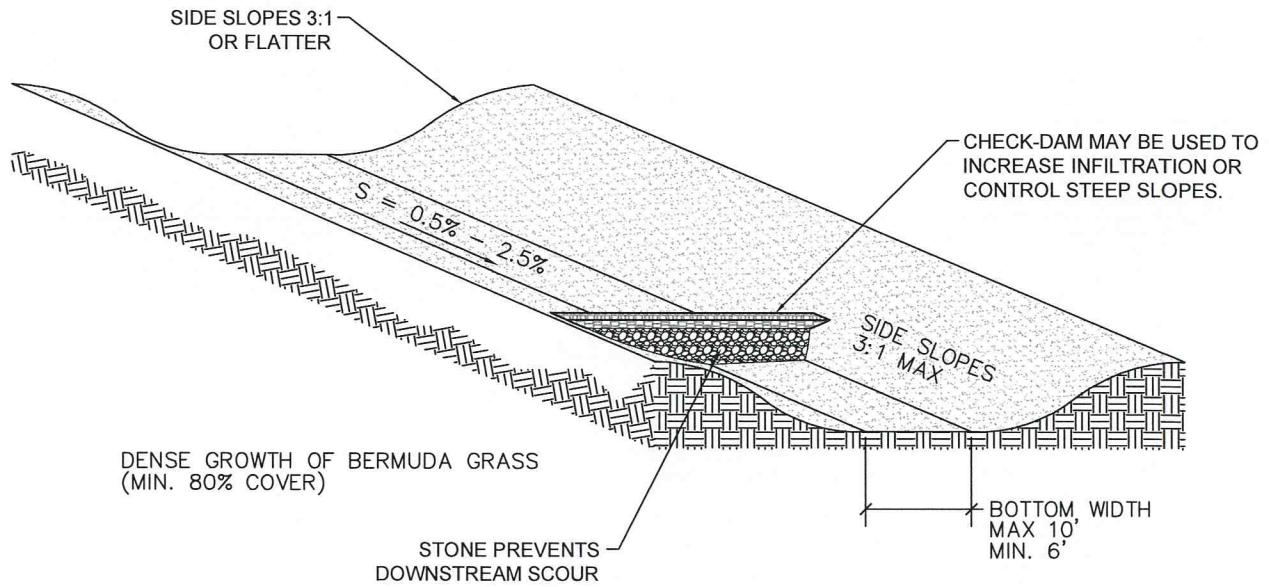 SIDE SLOPES 3:1
OR FLATTER
CHECK-DAM MAY BE USED TO
INCREASE INFILTRATION OR
CONTROL STEEP SLOPES.
S = 0.5% - 2.5%
SIDE SLOPES
3:1 MAX
DENSE GROWTH OF BERMUDA GRASS
(MIN. 80% COVER)
BOTTOM WIDTH
MAX 10'
MIN. 6'
STONE PREVENTS
DOWNSTREAM SCOUR